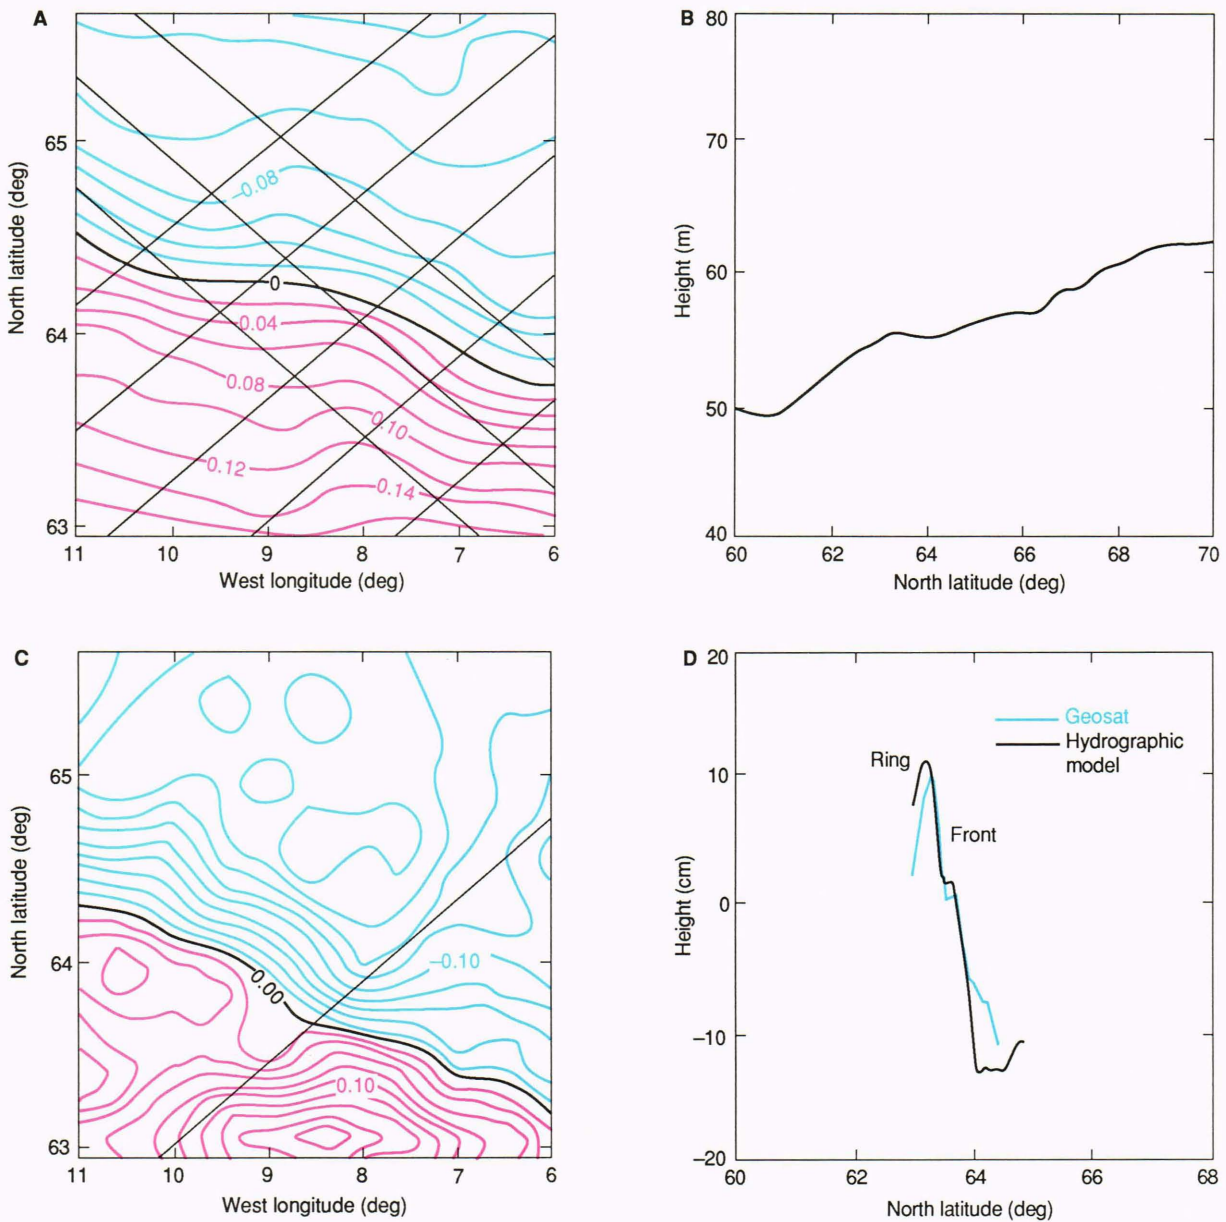 A
65
64
63
North latitude (deg)
–0.08
0
0.04
0.08
0.10
0.12
0.14
11 10 9 8 7 6
West longitude (deg)
B
80
70
60
50
40
Height (m)
60 62 64 66 68 70
North latitude (deg)
C
65
64
63
North latitude (deg)
0.00
–0.10
0.10
11 10 9 8 7 6
West longitude (deg)
D
20
10
0
–10
–20
Height (cm)
Geosat
Hydrographic
model
Ring
Front
60 62 64 66 68
North latitude (deg)